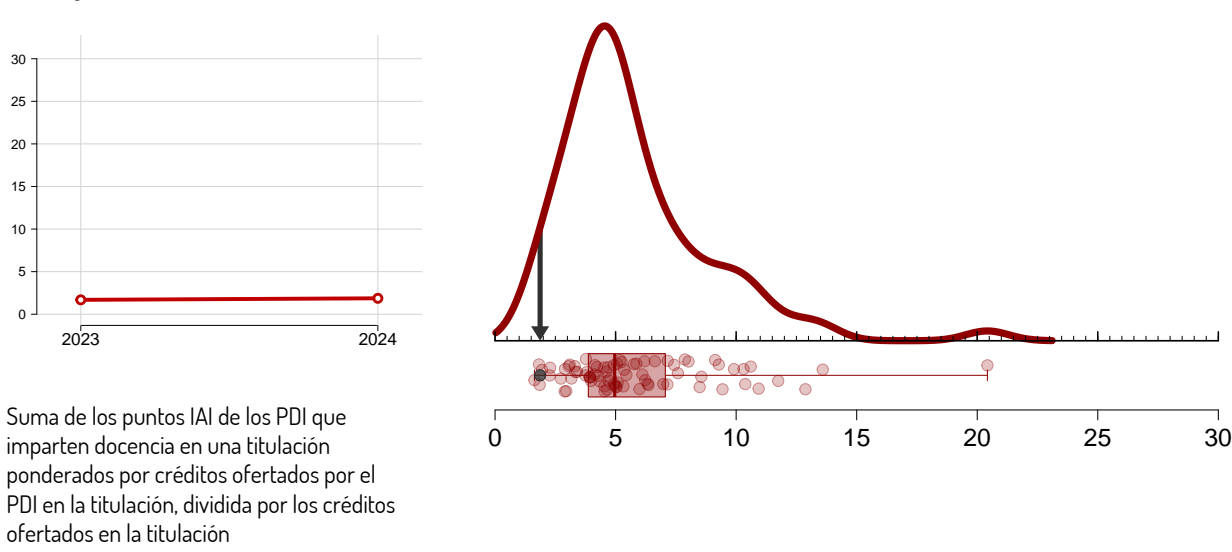 30
25
20
15
10
5
0
2023 2024
0 5 10 15 20 25 30
Suma de los puntos IAI de los PDI que
imparten docencia en una titulación
ponderados por créditos ofertados por el
PDI en la titulación, dividida por los créditos
ofertados en la titulación